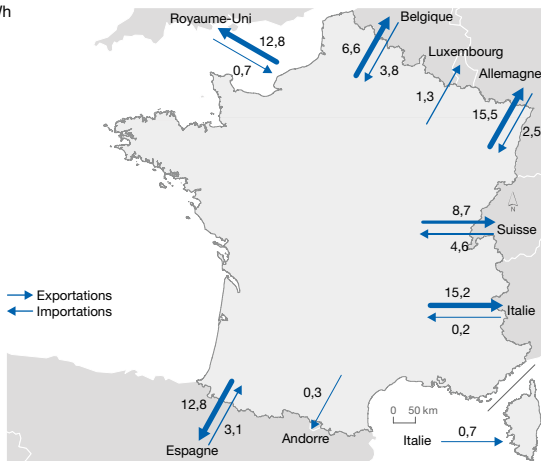 Vh
Royaume-Uni
12,8
0,7
Belgique
6,6
3,8
Luxembourg
1,3
Allemagne
15,5
2,5
N
8,7
Suisse
4,6
Exportations
Importations
15,2
Italie
0,2
12,8
3,1
Espagne
0,3
Andorre
0 50 km
Italie
0,7